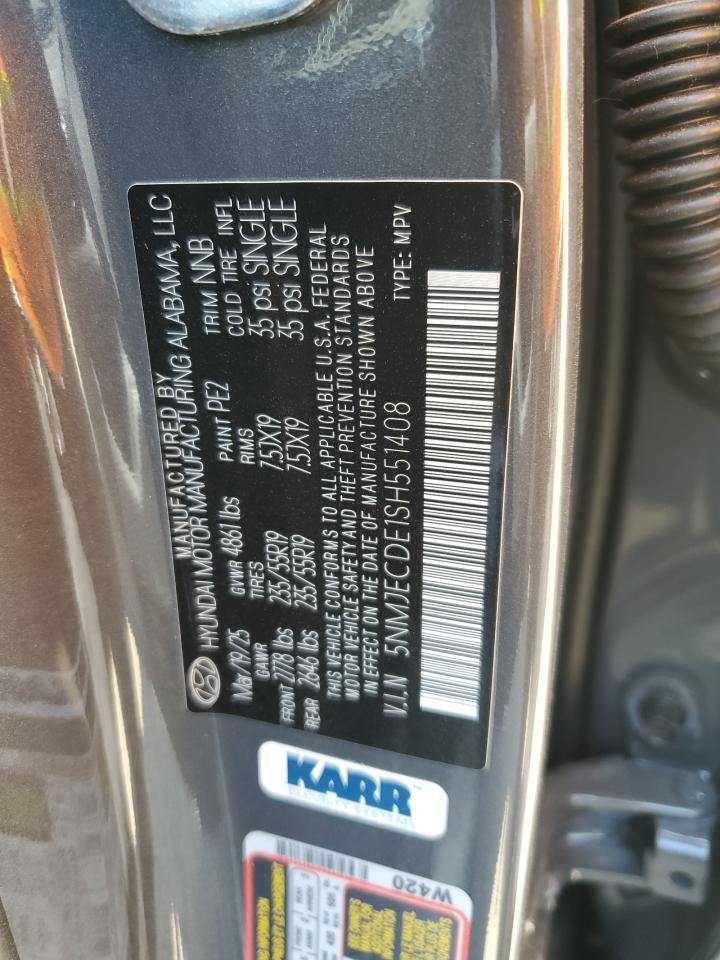 MANUFACTURED BY
HYUNDAI MOTOR MANUFACTURING ALABAMA, LLC
Mar/19/25 GVWR 4861 lbs PAINT PE2 TRIM NNB
GAWR TIRES RIMS COLD TIRE INFL
FRONT 2778 lbs 235/55R19 7.5JX19 35 psi SINGLE
REAR 2646 lbs 235/55R19 7.5JX19 35 psi SINGLE
THIS VEHICLE CONFORMS TO ALL APPLICABLE U.S.A. FEDERAL
MOTOR VEHICLE SAFETY AND THEFT PREVENTION STANDARDS
IN EFFECT ON THE DATE OF MANUFACTURE SHOWN ABOVE
V.I.N 5NMJECDE1SH551408 TYPE: MPV
KARR™
SECURITY SYSTEMS
W420